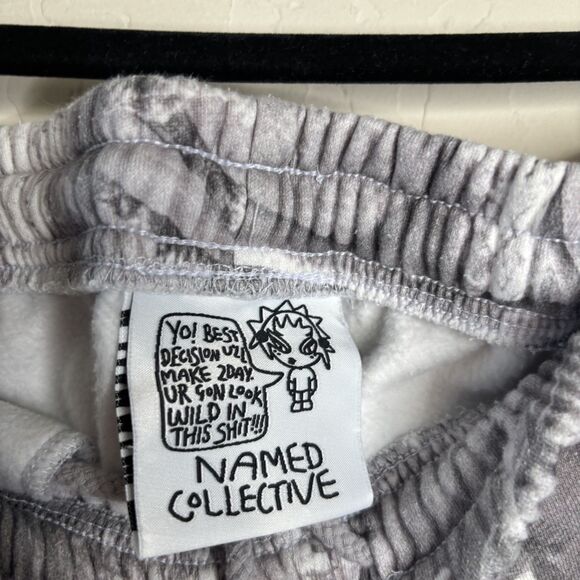 YO! BEST
DECISION U'LL
MAKE 2DAY.
UR GON LOOK
WILD IN
THIS SHIT!!!
NAMED
COLLECTIVE